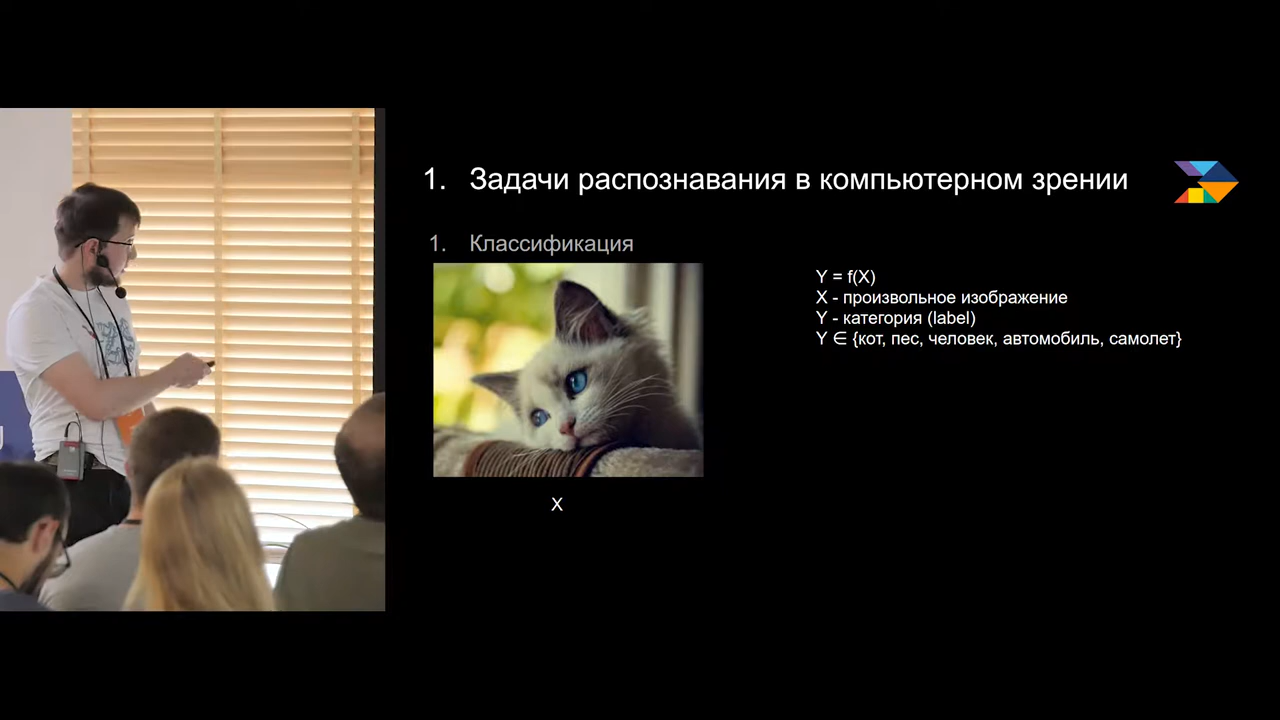 1. Задачи распознавания в компьютерном зрении
1. Классификация
Y = f(X)
X - произвольное изображение
Y - категория (label)
Y ∈ {кот, пес, человек, автомобиль, самолет}
X